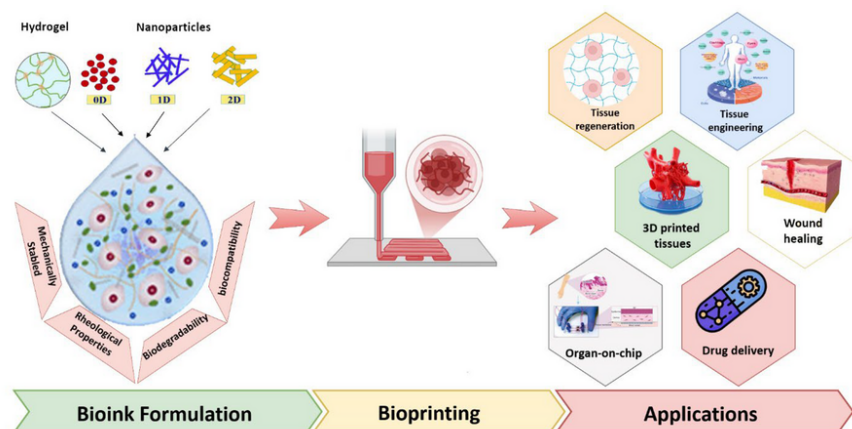 Hydrogel
Nanoparticles
0D
1D
2D
Mechanically
Stabled
Rheological
Properties
Biodegradability
biocompatibility
Tissue
regeneration
Tissue
engineering
3D printed
tissues
Wound
healing
Organ-on-chip
Drug delivery
Bioink Formulation
Bioprinting
Applications